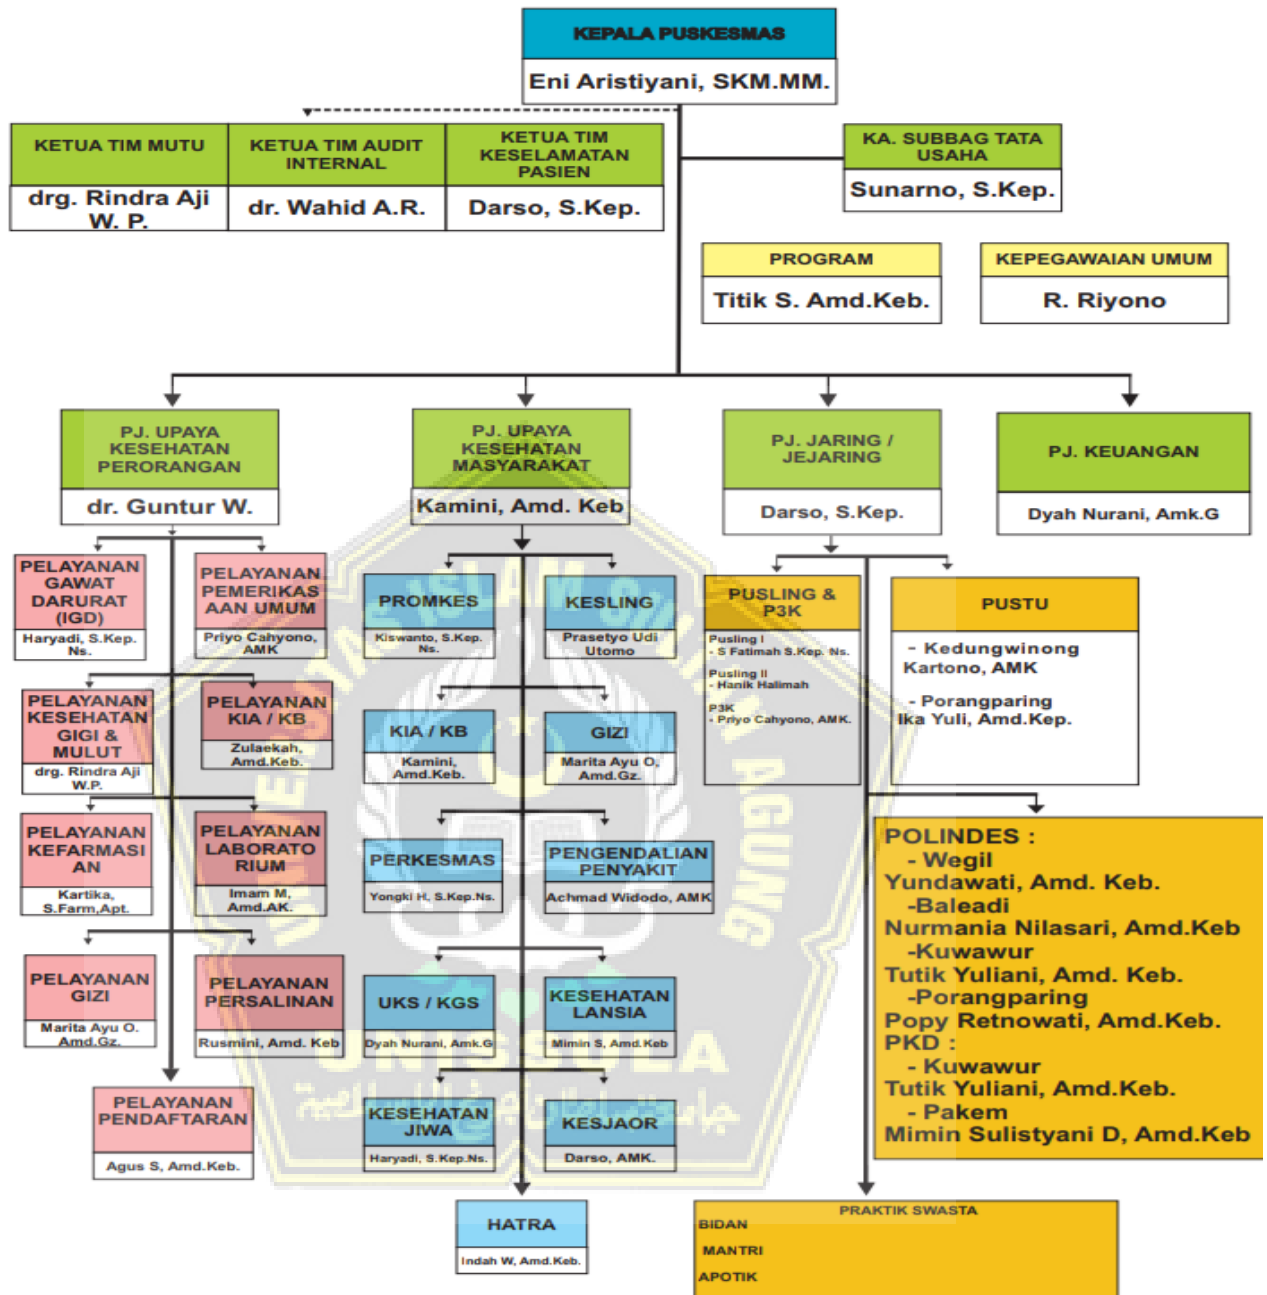 KEPALA PUSKESMAS
Eni Aristiyani, SKM.MM.
KETUA TIM MUTU
drg. Rindra Aji
W. P.
KETUA TIM AUDIT
INTERNAL
dr. Wahid A.R.
KETUA TIM
KESELAMATAN
PASIEN
Darso, S.Kep.
KA. SUBBAG TATA
USAHA
Sunarno, S.Kep.
PROGRAM
Titik S. Amd.Keb.
KEPEGAWAIAN UMUM
R. Riyono
PJ. UPAYA
KESEHATAN
PERORANGAN
dr. Guntur W.
PJ. UPAYA
KESEHATAN
MASYARAKAT
Kamini, Amd. Keb
PJ. JARING /
JEJARING
Darso, S.Kep.
PJ. KEUANGAN
Dyah Nurani, Amk.G
PELAYANAN
GAWAT
DARURAT
(IGD)
Haryadi, S.Kep.
Ns.
PELAYANAN
PEMERIKAS
AAN UMUM
Priyo Cahyono,
AMK
PELAYANAN
KESEHATAN
GIGI &
MULUT
drg. Rindra Aji
W.P.
PELAYANAN
KIA / KB
Zulaekah,
Amd.Keb.
PELAYANAN
KEFARMASI
AN
Kartika,
S.Farm,Apt.
PELAYANAN
LABORATO
RIUM
Imam M,
Amd.AK.
PELAYANAN
GIZI
Marita Ayu O.
Amd.Gz.
PELAYANAN
PERSALINAN
Rusmini, Amd. Keb
PELAYANAN
PENDAFTARAN
Agus S, Amd.Keb.
PROMKES
Kiswanto, S.Kep.
Ns.
KESLING
Prasetyo Udi
Utomo
KIA / KB
Kamini,
Amd.Keb.
GIZI
Marita Ayu O,
Amd.Gz.
PERKESMAS
Yongki H, S.Kep.Ns.
PENGENDALIAN
PENYAKIT
Achmad Widodo, AMK
UKS / KGS
Dyah Nurani, Amk.G
KESEHATAN
LANSIA
Mimin S, Amd.Keb
KESEHATAN
JIWA
Haryadi, S.Kep.Ns.
KESJAOR
Darso, AMK.
HATRA
Indah W, Amd.Keb.
PUSLING &
P3K
Pusling I
- S Fatimah S.Kep. Ns.
Pusling II
- Hanik Halimah
P3K
- Priyo Cahyono, AMK.
PUSTU
- Kedungwinong
Kartono, AMK
- Porangparing
Ika Yuli, Amd.Kep.
POLINDES :
- Wegil
Yundawati, Amd. Keb.
-Baleadi
Nurmania Nilasari, Amd.Keb
-Kuwawur
Tutik Yuliani, Amd. Keb.
-Porangparing
Popy Retnowati, Amd.Keb.
PKD :
- Kuwawur
Tutik Yuliani, Amd.Keb.
- Pakem
Mimin Sulistyani D, Amd.Keb
PRAKTIK SWASTA
BIDAN
MANTRI
APOTIK
UNIVERSITAS ISLAM SULTAN AGUNG
UNISSULA